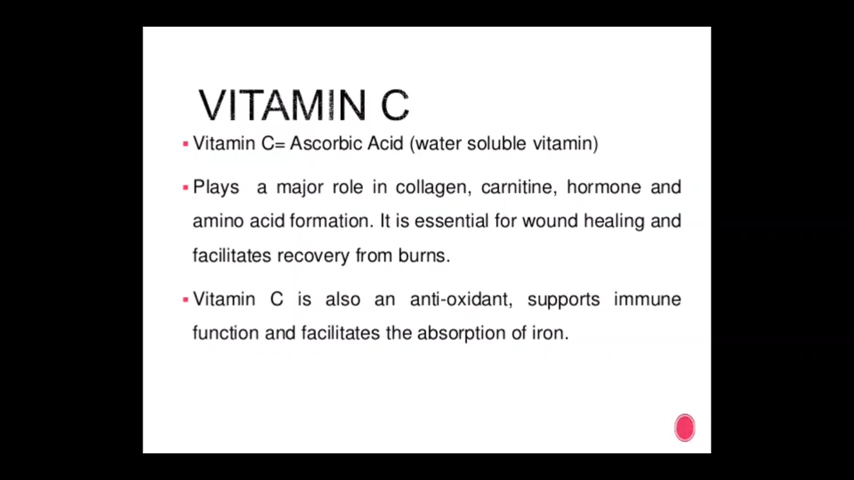 VITAMIN C
Vitamin C= Ascorbic Acid (water soluble vitamin)
Plays a major role in collagen, carnitine, hormone and
amino acid formation. It is essential for wound healing and
facilitates recovery from burns.
Vitamin C is also an anti-oxidant, supports immune
function and facilitates the absorption of iron.